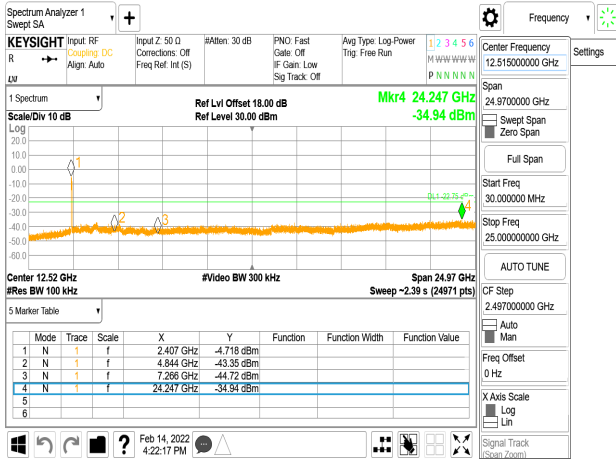 Spectrum Analyzer 1
Swept SA
+
Frequency
Settings
KEYSIGHT
R
LXI
Input: RF
Coupling: DC
Align: Auto
Input Z: 50 Ω
Corrections: Off
Freq Ref: Int (S)
#Atten: 30 dB
PNO: Fast
Gate: Off
IF Gain: Low
Sig Track: Off
Avg Type: Log-Power
Trig: Free Run
1 2 3 4 5 6
M W W W W W
P N N N N N
1 Spectrum
Scale/Div 10 dB
Ref Lvl Offset 18.00 dB
Ref Level 30.00 dBm
Mkr4 24.247 GHz
-34.94 dBm
Log
20.0
10.0
0.00
-10.0
-20.0
-30.0
-40.0
-50.0
-60.0
1
2
3
4
Center 12.52 GHz
#Video BW 300 kHz
Span 24.97 GHz
#Res BW 100 kHz
Sweep ~2.39 s (24971 pts)
5 Marker Table
Mode Trace Scale X Y Function Function Width Function Value
1 N 1 f 2.407 GHz -4.718 dBm
2 N 1 f 4.844 GHz -43.35 dBm
3 N 1 f 7.266 GHz -44.72 dBm
4 N 1 f 24.247 GHz -34.94 dBm
5
6
Feb 14, 2022
4:22:17 PM
?
Center Frequency
12.515000000 GHz
Span
24.9700000 GHz
Swept Span
Zero Span
Full Span
Start Freq
30.000000 MHz
Stop Freq
25.000000000 GHz
AUTO TUNE
CF Step
2.497000000 GHz
Auto
Man
Freq Offset
0 Hz
X Axis Scale
Log
Lin
Signal Track
(Span Zoom)